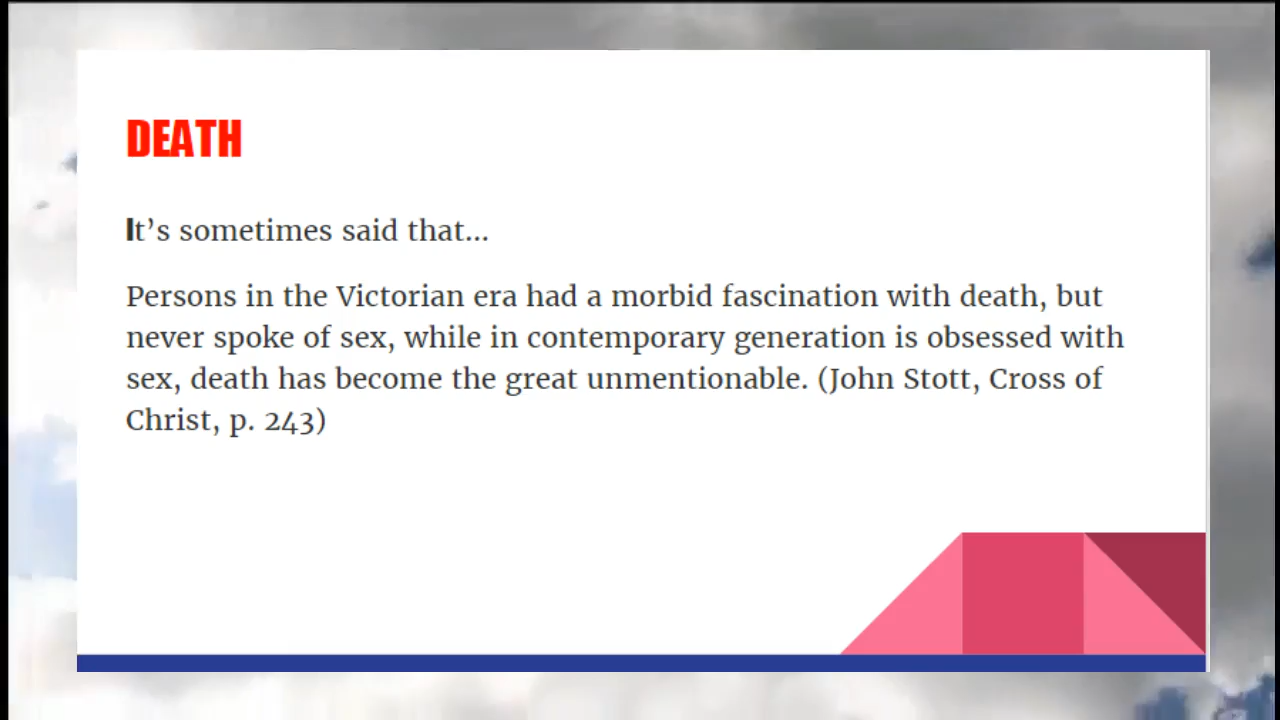 DEATH
It’s sometimes said that...
Persons in the Victorian era had a morbid fascination with death, but
never spoke of sex, while in contemporary generation is obsessed with
sex, death has become the great unmentionable. (John Stott, Cross of
Christ, p. 243)